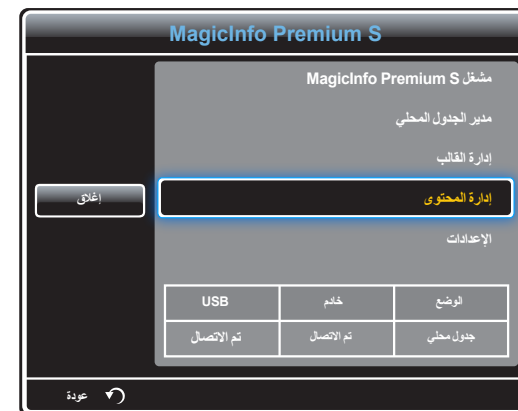 MagicInfo Premium S
مشغل MagicInfo Premium S
مدير الجدول المحلي
إدارة القالب
إدارة المحتوى
إغلاق
الإعدادات
الوضع خادم USB
جدول محلي تم الاتصال تم الاتصال
عودة